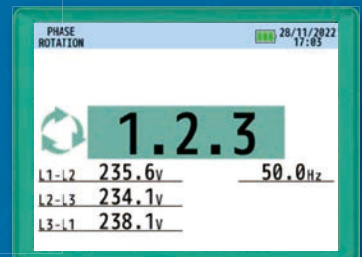 PHASE
ROTATION
28/11/2022
17:03
1.2.3
L1-L2 235.6V 50.0Hz
L2-L3 234.1V
L3-L1 238.1V